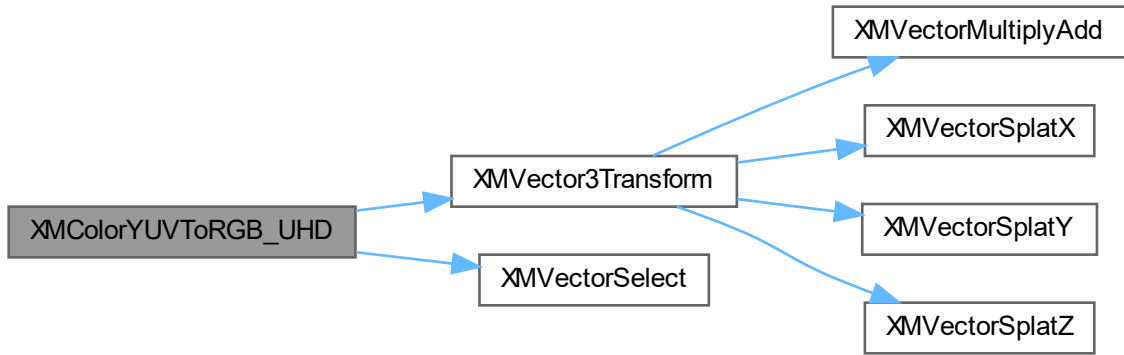 XMColorYUVToRGB_UHD
XMVector3Transform
XMVectorSelect
XMVectorMultiplyAdd
XMVectorSplatX
XMVectorSplatY
XMVectorSplatZ